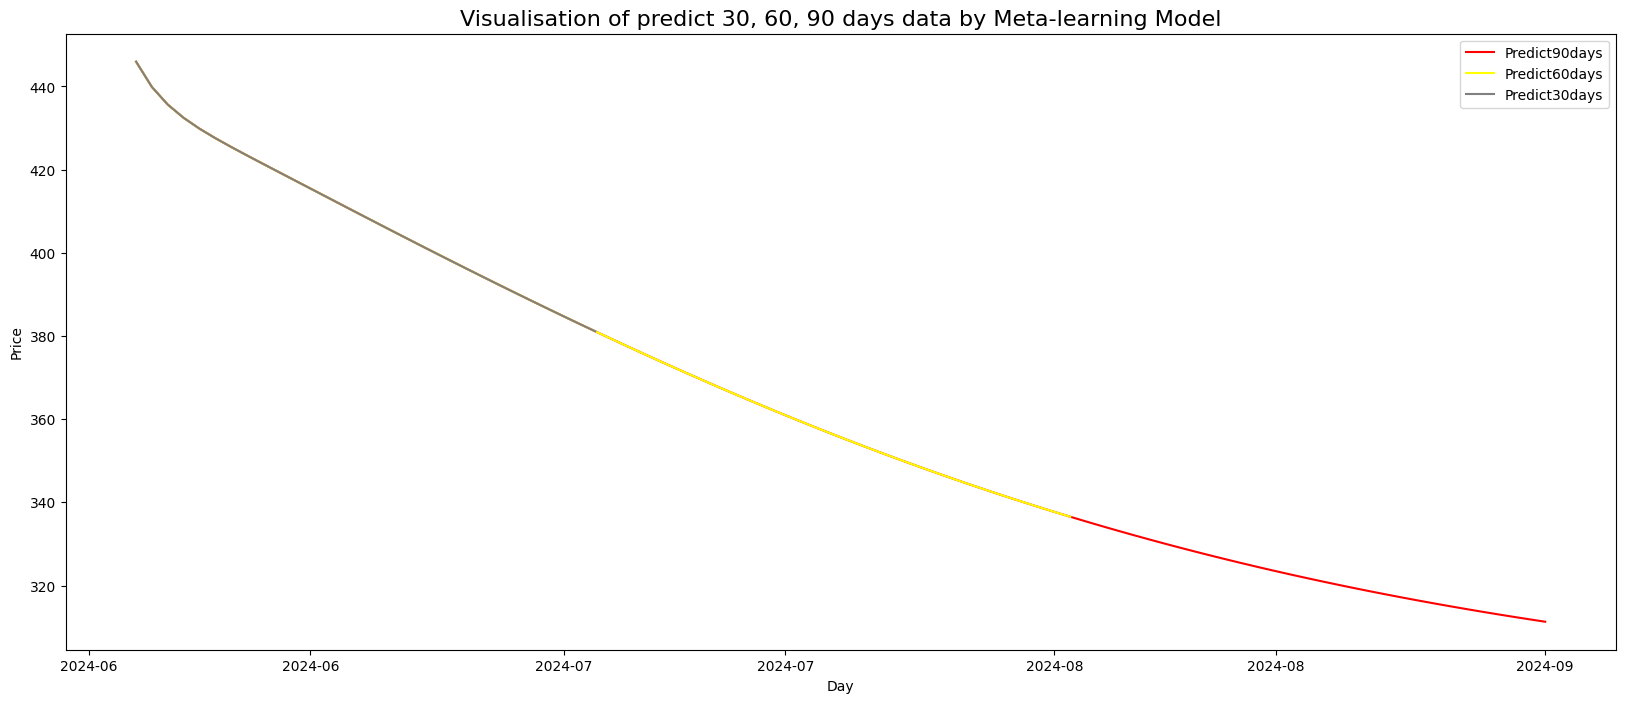 Visualisation of predict 30, 60, 90 days data by Meta-learning Model
Predict90days
Predict60days
Predict30days
440
420
400
380
360
340
320
Price
2024-06 2024-06 2024-07 2024-07 2024-08 2024-08 2024-09
Day